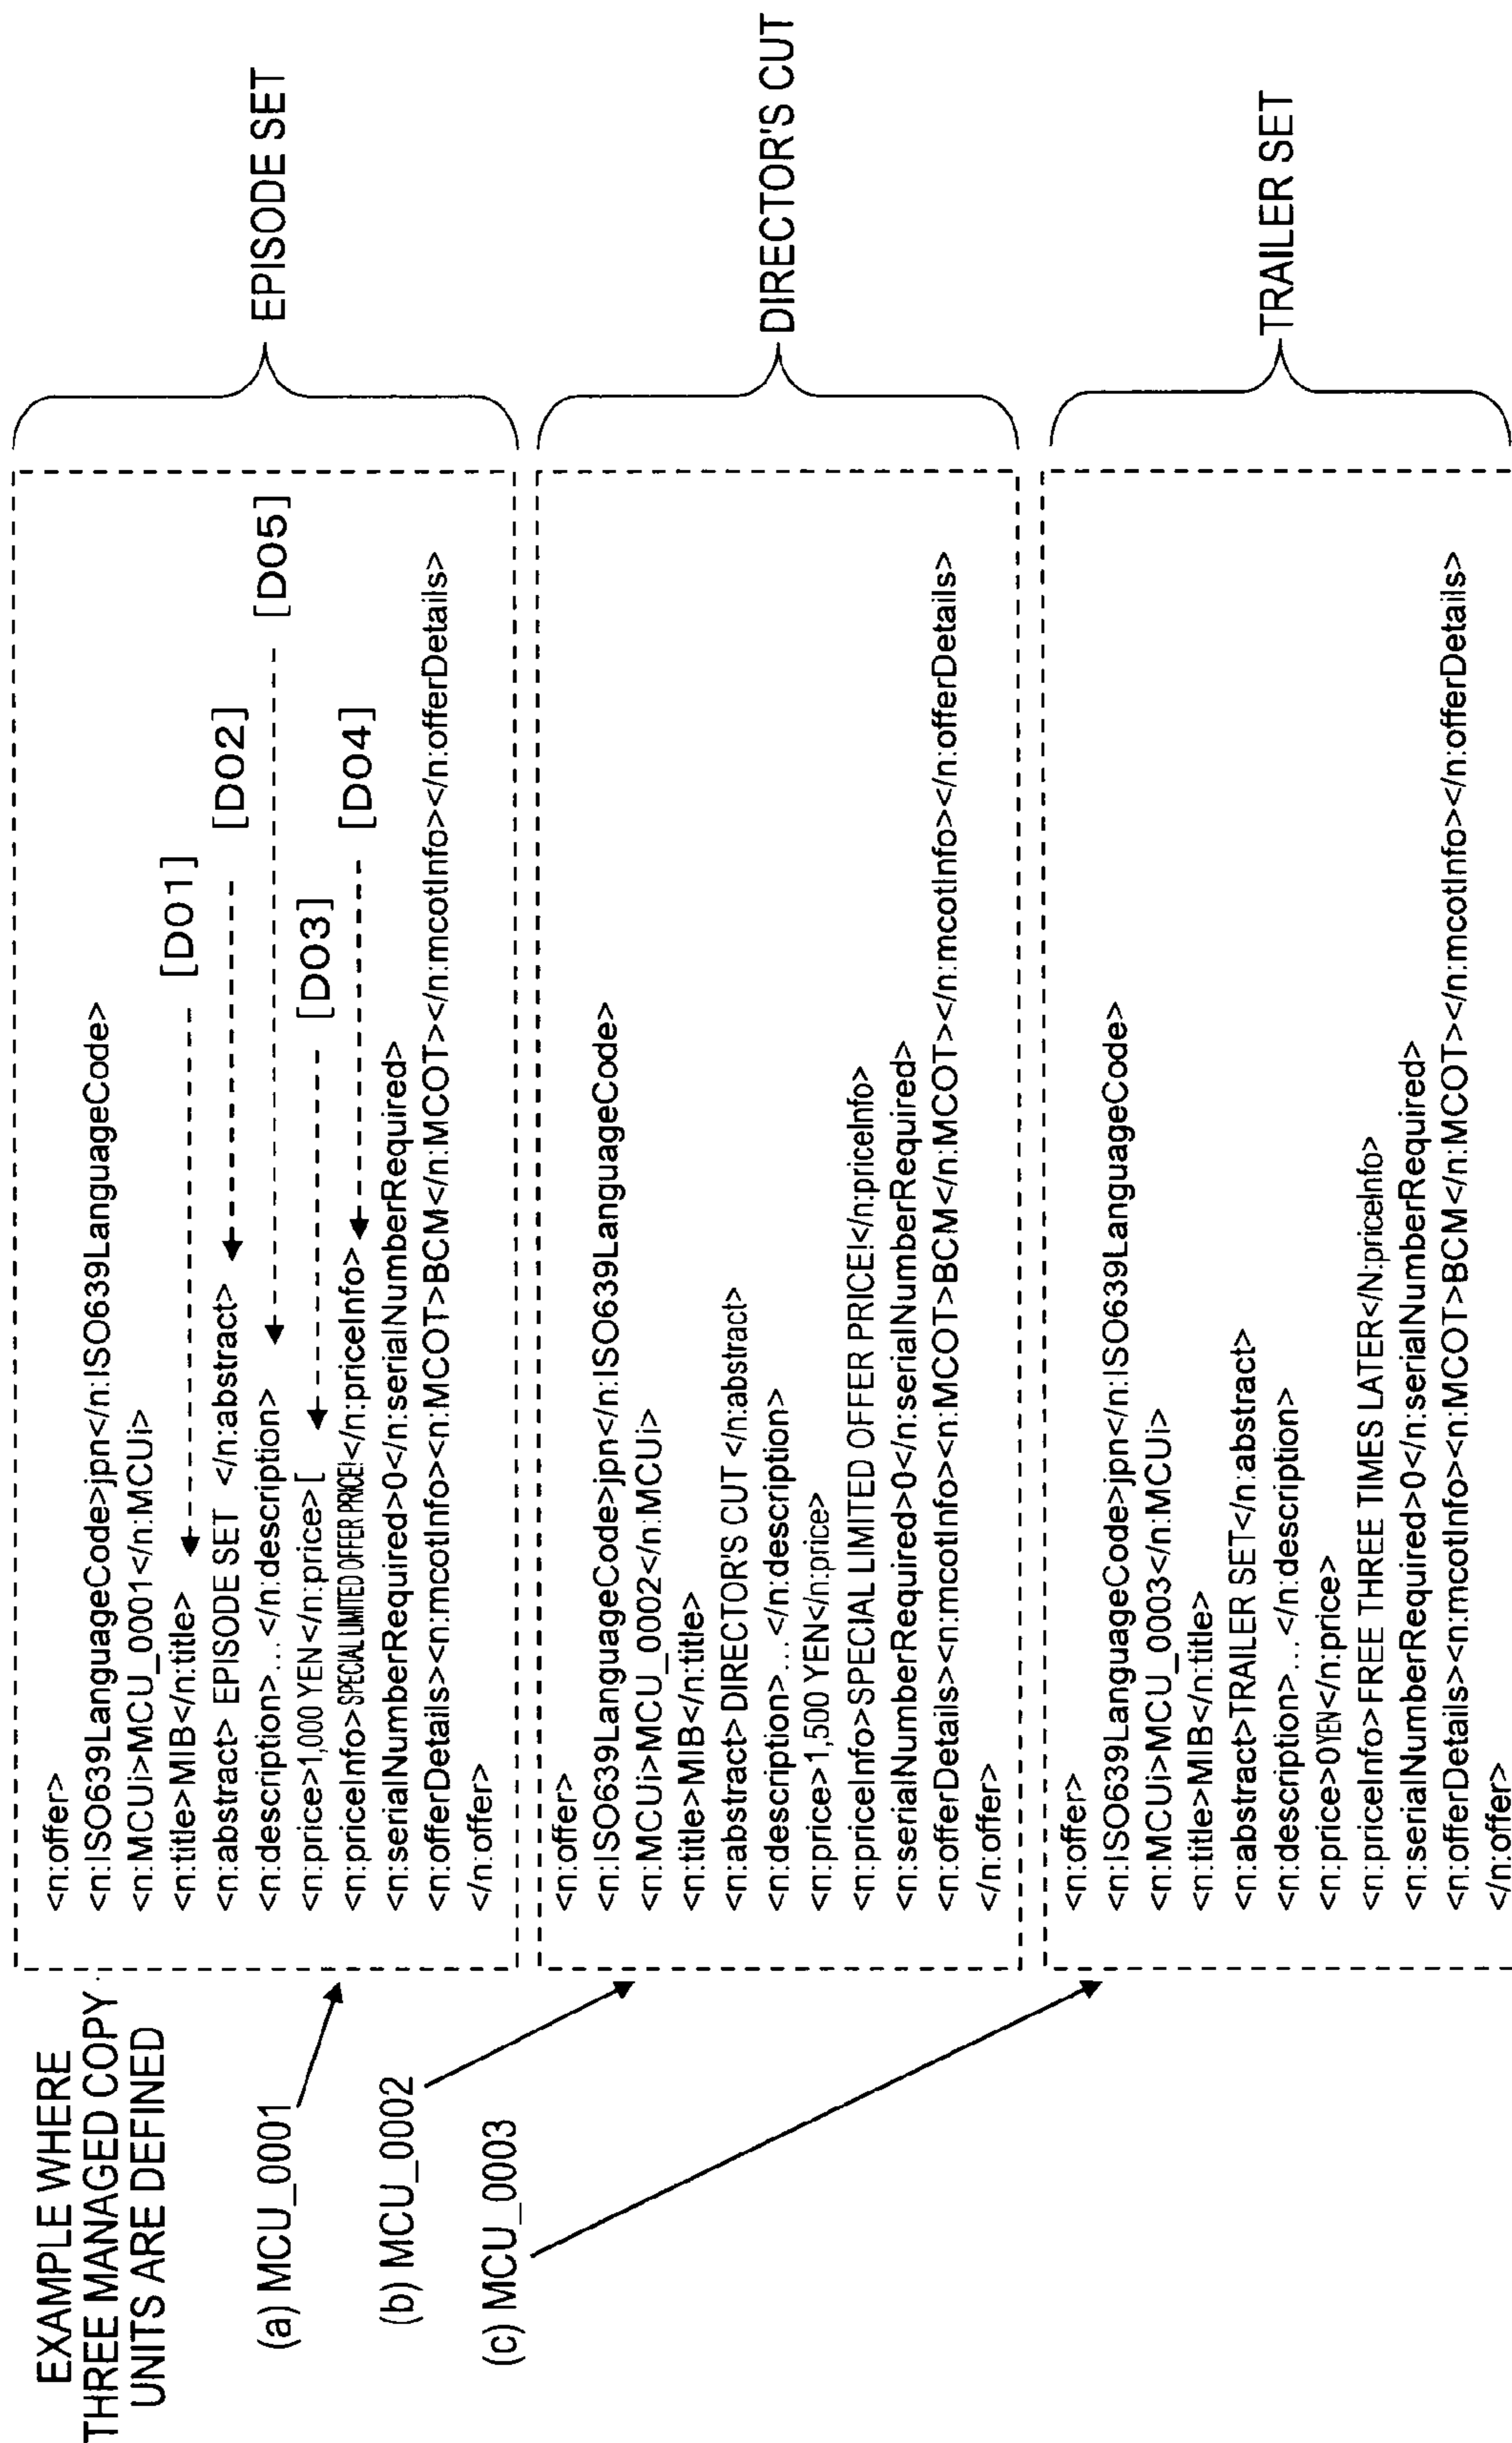 EXAMPLE WHERE
THREE MANAGED COPY
UNITS ARE DEFINED
(a) MCU_0001
(b) MCU_0002
(c) MCU_0003
<n:offer>
<n:ISO639LanguageCode>jpn</n:ISO639LanguageCode>
<n:MCUi>MCU_0001</n:MCUi>
<n:title>MIB</n:title> [D01]
<n:abstract> EPISODE SET </n:abstract> [D02]
<n:description>...</n:description> [D05]
<n:price>1,000 YEN</n:price>[ [D03]
<n:priceInfo>SPECIAL LIMITED OFFER PRICE!</n:priceInfo> [D04]
<n:serialNumberRequired>0</n:serialNumberRequired>
<n:offerDetails><n:mcotInfo><n:MCOT>BCM</n:MCOT></n:mcotInfo></n:offerDetails>
</n:offer>
EPISODE SET
<n:offer>
<n:ISO639LanguageCode>jpn</n:ISO639LanguageCode>
<n:MCUi>MCU_0002</n:MCUi>
<n:title>MIB</n:title>
<n:abstract>DIRECTOR'S CUT </n:abstract>
<n:description>...</n:description>
<n:price>1,500 YEN</n:price>
<n:priceInfo>SPECIAL LIMITED OFFER PRICE!</n:priceInfo>
<n:serialNumberRequired>0</n:serialNumberRequired>
<n:offerDetails><n:mcotInfo><n:MCOT>BCM</n:MCOT></n:mcotInfo></n:offerDetails>
</n:offer>
DIRECTOR'S CUT
<n:offer>
<n:ISO639LanguageCode>jpn</n:ISO639LanguageCode>
<n:MCUi>MCU_0003</n:MCUi>
<n:title>MIB</n:title>
<n:abstract>TRAILER SET</n:abstract>
<n:description>...</n:description>
<n:price>0YEN</n:price>
<n:priceInfo>FREE THREE TIMES LATER</N:priceInfo>
<n:serialNumberRequired>0</n:serialNumberRequired>
<n:offerDetails><n:mcotInfo><n:MCOT>BCM</n:MCOT></n:mcotInfo></n:offerDetails>
</n:offer>
TRAILER SET